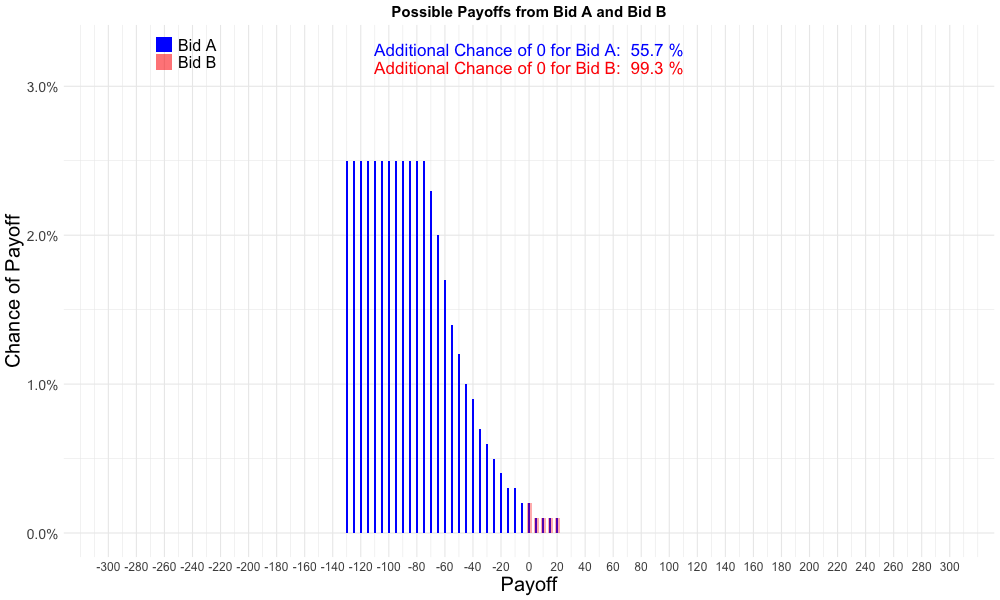 Possible Payoffs from Bid A and Bid B
Bid A
Bid B
Additional Chance of 0 for Bid A: 55.7 %
Additional Chance of 0 for Bid B: 99.3 %
Chance of Payoff
3.0%
2.0%
1.0%
0.0%
-300 -280 -260 -240 -220 -200 -180 -160 -140 -120 -100 -80 -60 -40 -20 0 20 40 60 80 100 120 140 160 180 200 220 240 260 280 300
Payoff